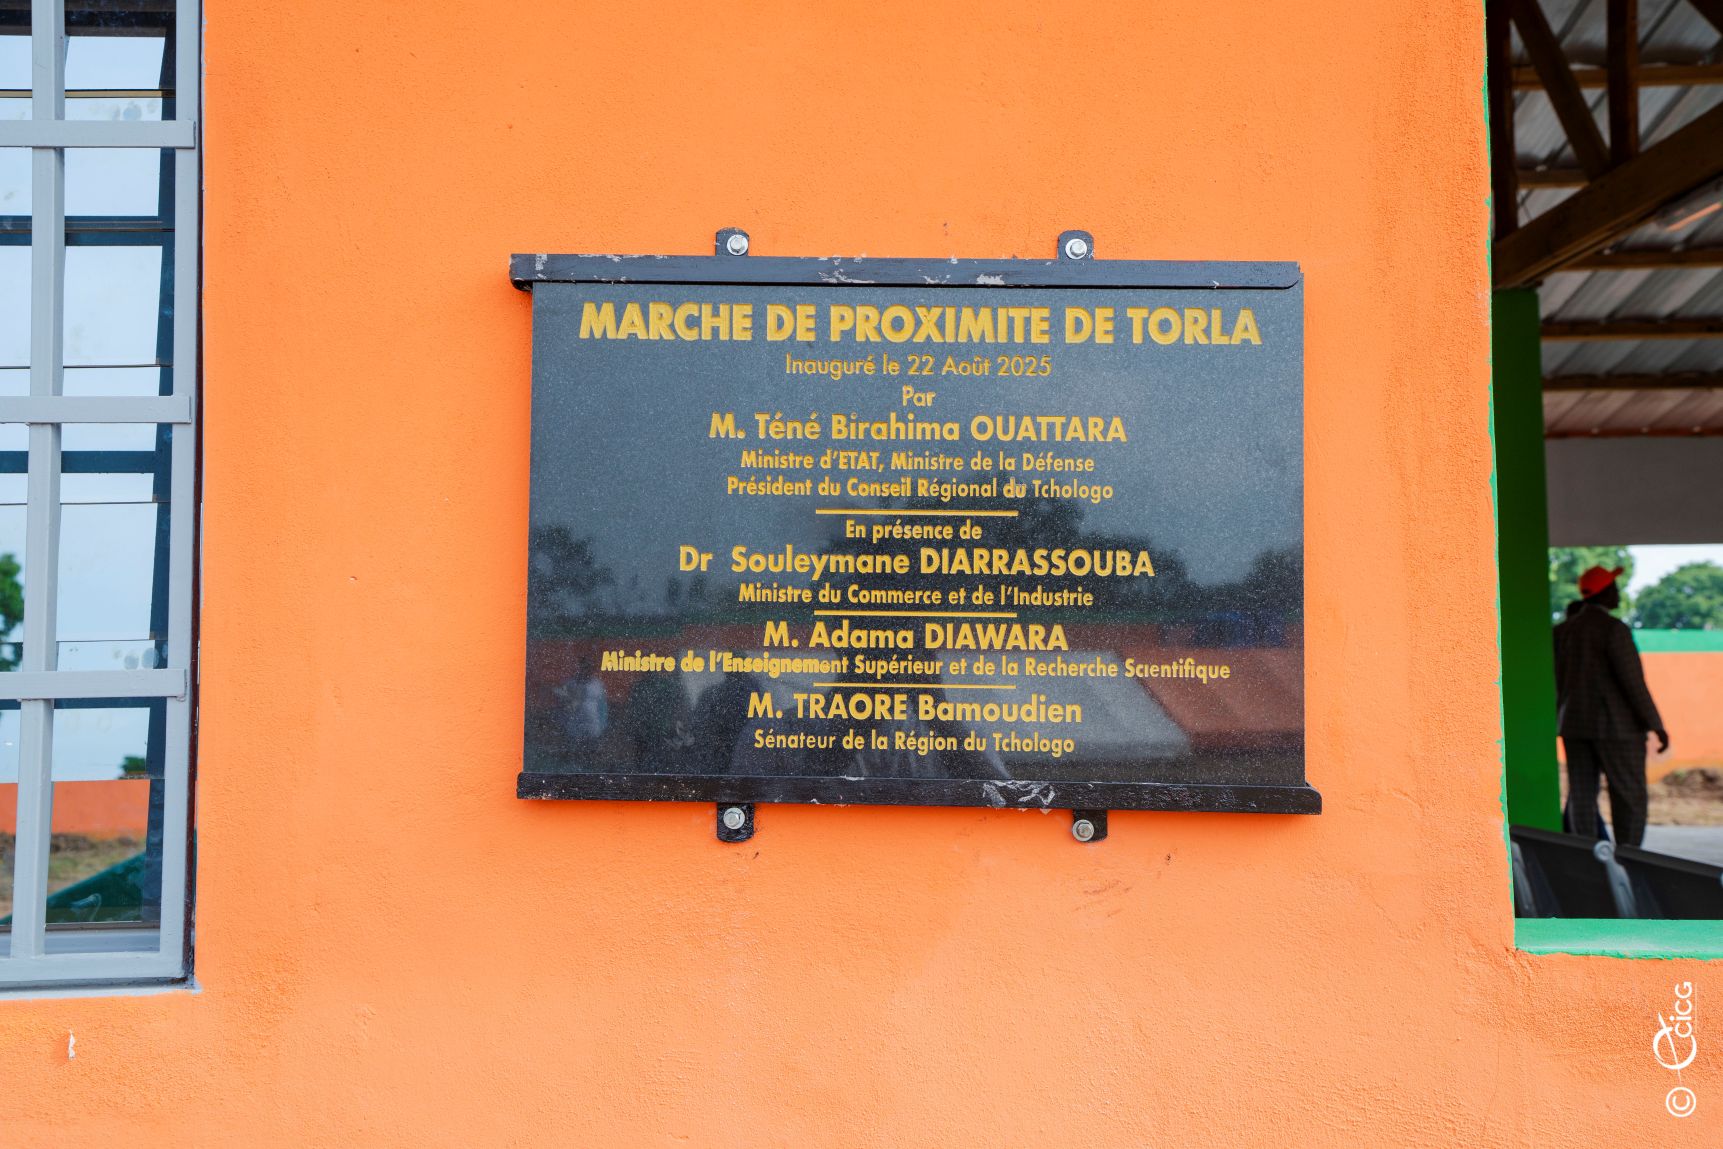 MARCHE DE PROXIMITE DE TORLA
Inauguré le 22 Août 2025
Par
M. Téné Birahima OUATTARA
Ministre d'ETAT, Ministre de la Défense
Président du Conseil Régional du Tchologo
En présence de
Dr Souleymane DIARRASSOUBA
Ministre du Commerce et de l'Industrie
M. Adama DIAWARA
Ministre de l'Enseignement Supérieur et de la Recherche Scientifique
M. TRAORE Bamoudien
Sénateur de la Région du Tchologo
© CICG